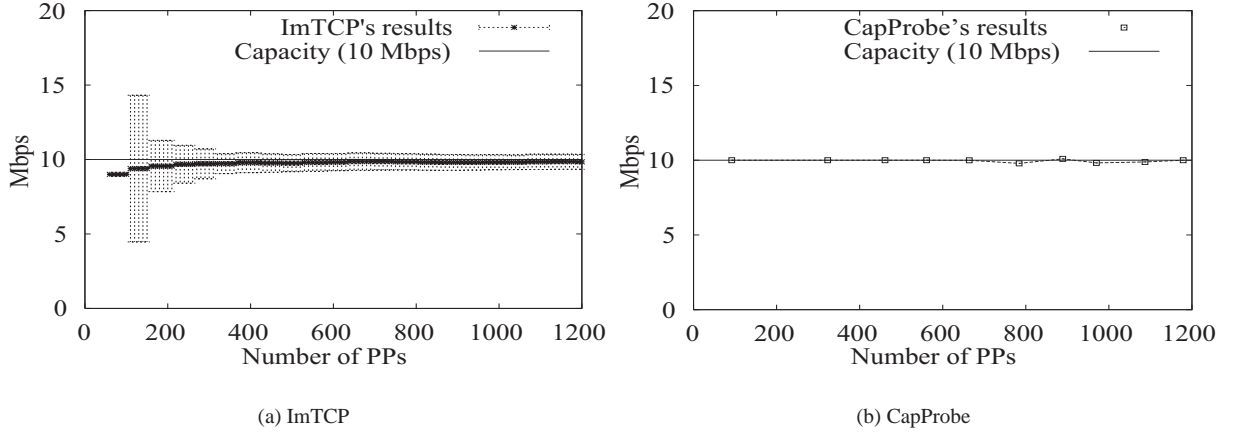 20
15
10
5
0
Mbps
ImTCP's results
Capacity (10 Mbps)
0 200 400 600 800 1000 1200
Number of PPs
(a) ImTCP
20
15
10
5
0
Mbps
CapProbe's results
Capacity (10 Mbps)
0 200 400 600 800 1000 1200
Number of PPs
(b) CapProbe